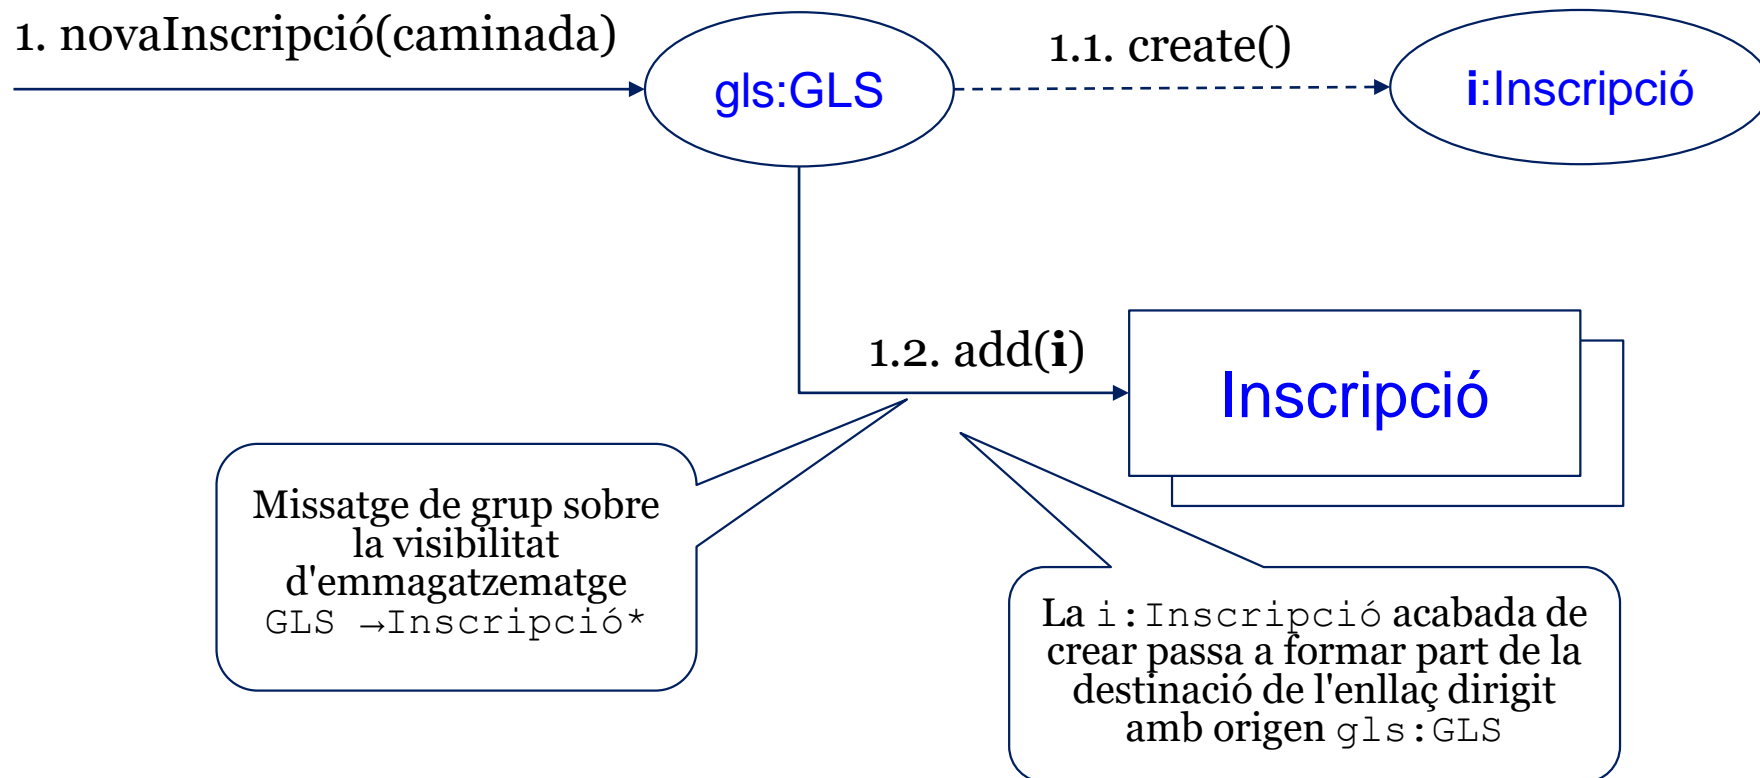 1. novaInscripció(caminada)
gls:GLS
1.1. create()
i:Inscripció
1.2. add(i)
Inscripció
Missatge de grup sobre
la visibilitat
d'emmagatzematge
GLS →Inscripció*
La i:Inscripció acabada de
crear passa a formar part de la
destinació de l'enllaç dirigit
amb origen gls:GLS